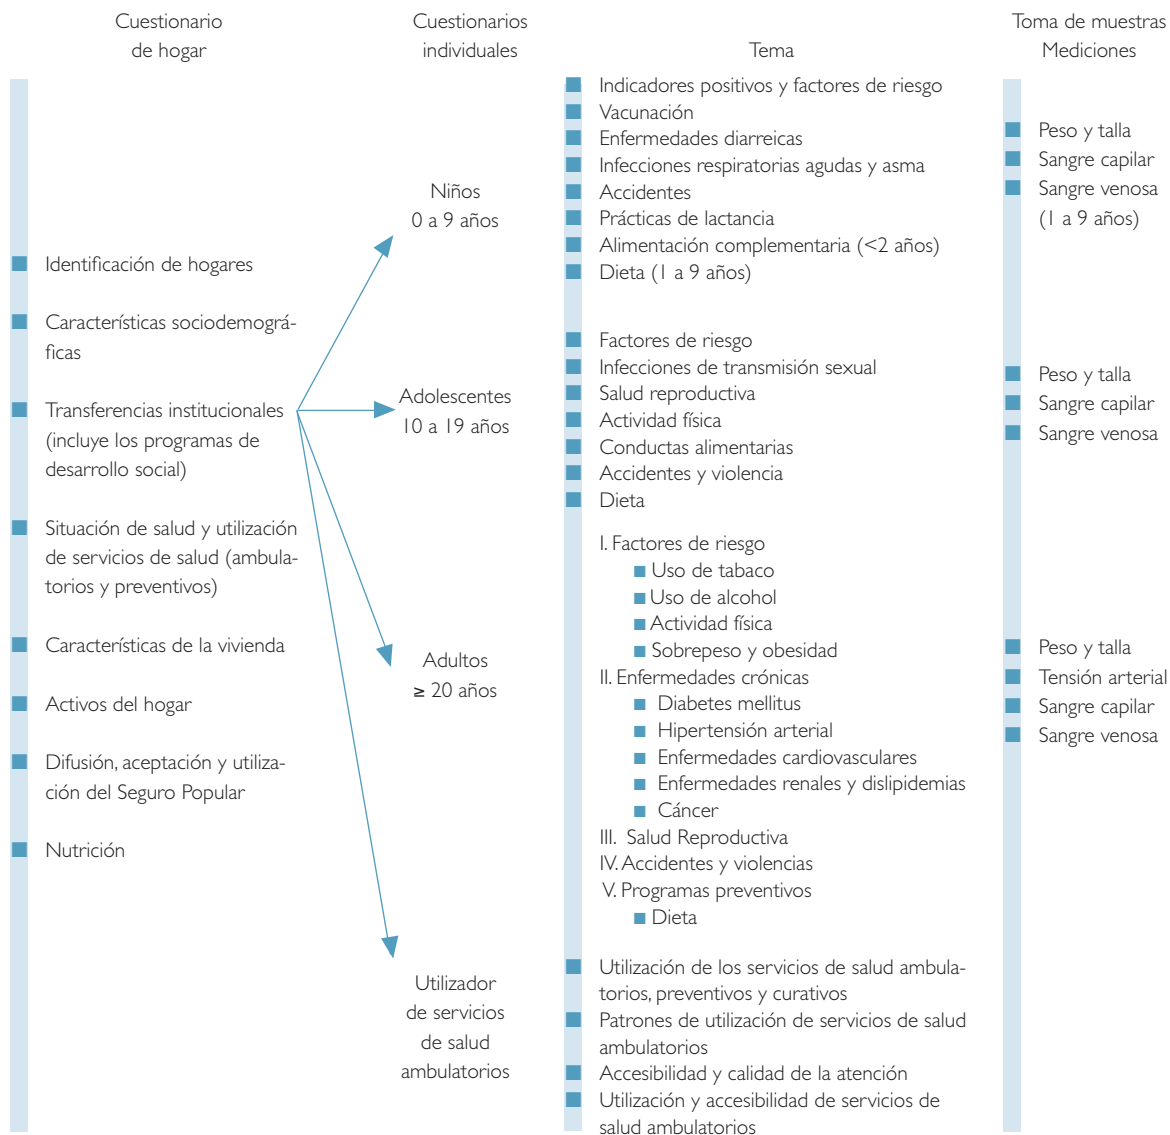 Cuestionario
de hogar
Identificación de hogares
Características sociodemográ-
ficas
Transferencias institucionales
(incluye los programas de
desarrollo social)
Situación de salud y utilización
de servicios de salud (ambula-
torios y preventivos)
Características de la vivienda
Activos del hogar
Difusión, aceptación y utiliza-
ción del Seguro Popular
Nutrición
Cuestionarios
individuales
Niños
0 a 9 años
Adolescentes
10 a 19 años
Adultos
≥ 20 años
Utilizador
de servicios
de salud
ambulatorios
Tema
Indicadores positivos y factores de riesgo
Vacunación
Enfermedades diarreicas
Infecciones respiratorias agudas y asma
Accidentes
Prácticas de lactancia
Alimentación complementaria (<2 años)
Dieta (1 a 9 años)
Factores de riesgo
Infecciones de transmisión sexual
Salud reproductiva
Actividad física
Conductas alimentarias
Accidentes y violencia
Dieta
I. Factores de riesgo
Uso de tabaco
Uso de alcohol
Actividad física
Sobrepeso y obesidad
II. Enfermedades crónicas
Diabetes mellitus
Hipertensión arterial
Enfermedades cardiovasculares
Enfermedades renales y dislipidemias
Cáncer
III. Salud Reproductiva
IV. Accidentes y violencias
V. Programas preventivos
Dieta
Utilización de los servicios de salud ambula-
torios, preventivos y curativos
Patrones de utilización de servicios de salud
ambulatorios
Accesibilidad y calidad de la atención
Utilización y accesibilidad de servicios de
salud ambulatorios
Toma de muestras
Mediciones
Peso y talla
Sangre capilar
Sangre venosa
(1 a 9 años)
Peso y talla
Sangre capilar
Sangre venosa
Peso y talla
Tensión arterial
Sangre capilar
Sangre venosa